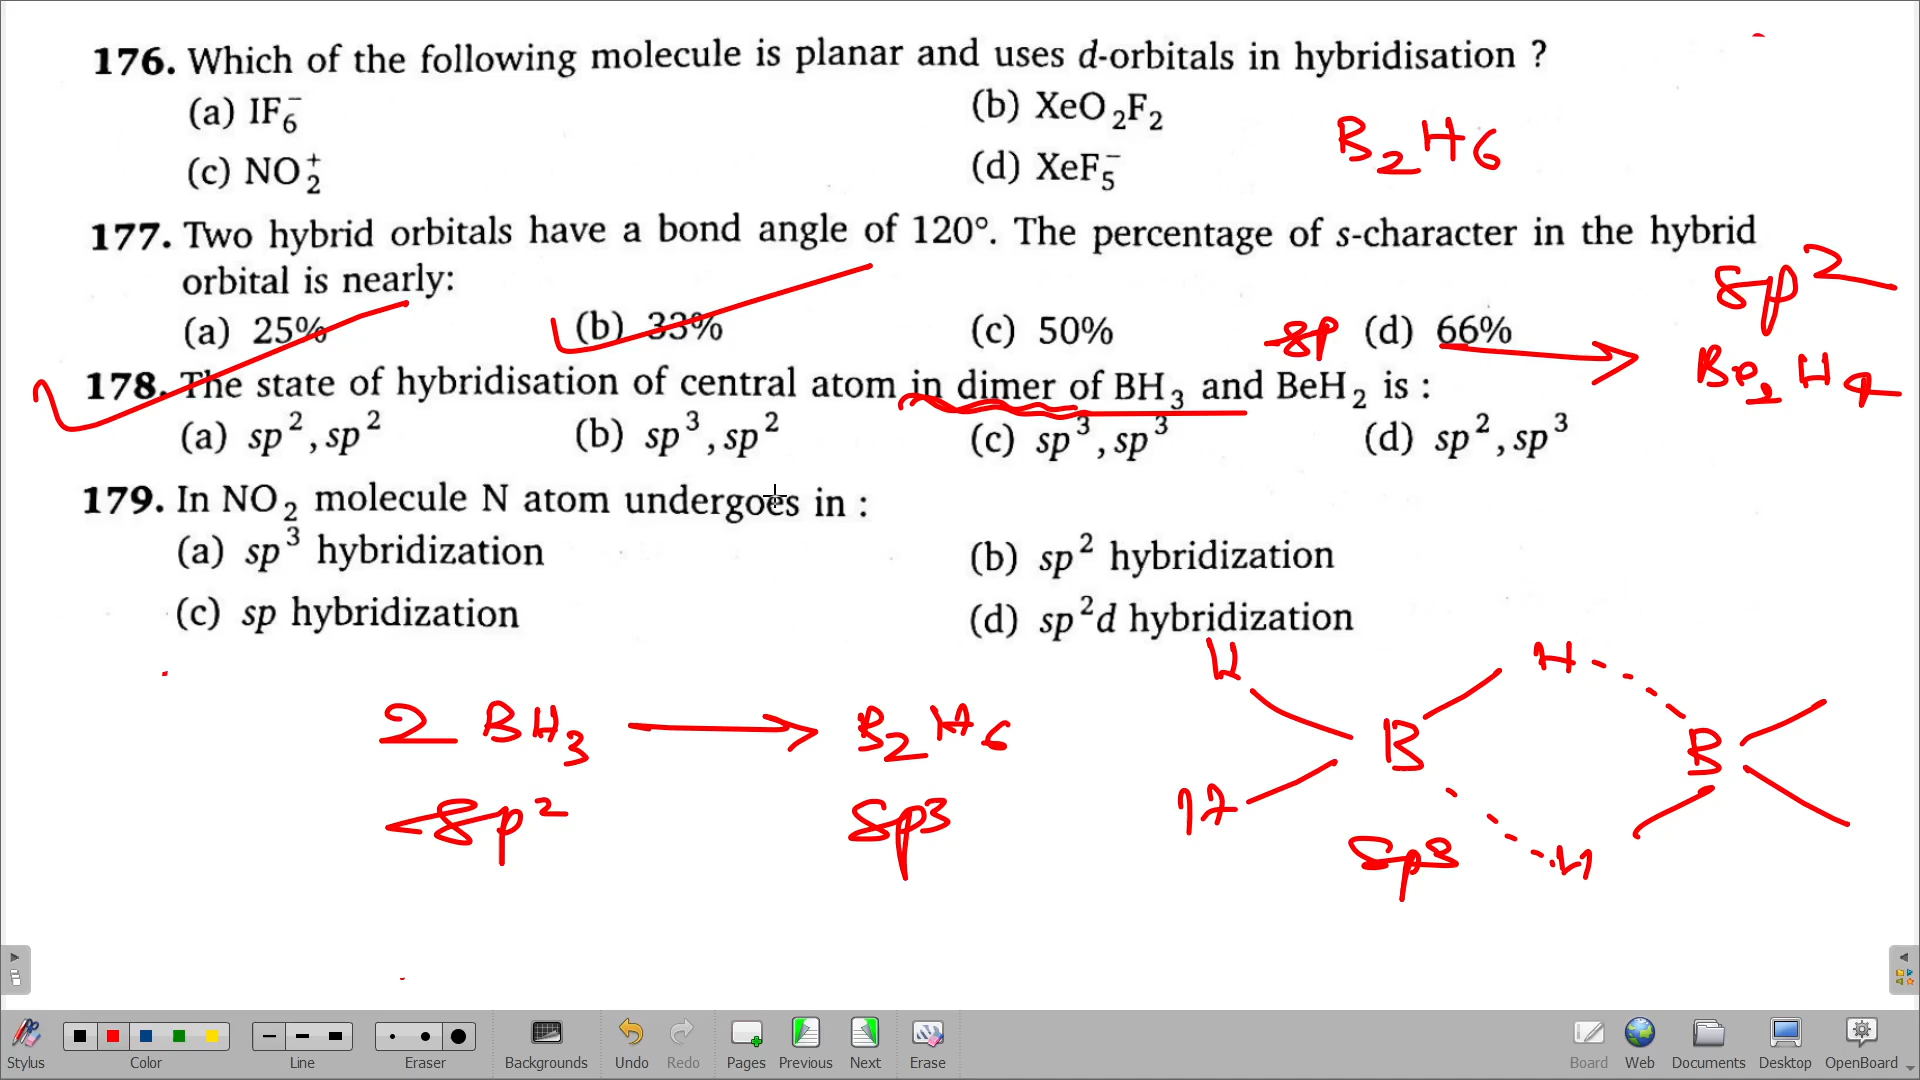 176. Which of the following molecule is planar and uses d-orbitals in hybridisation ?
(a) IF₆⁻ (b) XeO₂F₂
B₂H₆
(c) NO₂⁺ (d) XeF₅⁻
177. Two hybrid orbitals have a bond angle of 120°. The percentage of s-character in the hybrid
orbital is nearly:
sp²
(a) 25% (b) 33% (c) 50% (d) 66%
sp
178. The state of hybridisation of central atom in dimer of BH₃ and BeH₂ is :
Be₂H₄
(a) sp², sp² (b) sp³, sp² (c) sp³, sp³ (d) sp², sp³
179. In NO₂ molecule N atom undergoes in :
(a) sp³ hybridization (b) sp² hybridization
(c) sp hybridization (d) sp²d hybridization
H H
2 BH₃ → B₂H₆
B B
sp² sp³
H
sp3 H
Stylus Color Line Eraser Backgrounds Undo Redo Pages Previous Next Erase Board Web Documents Desktop OpenBoard